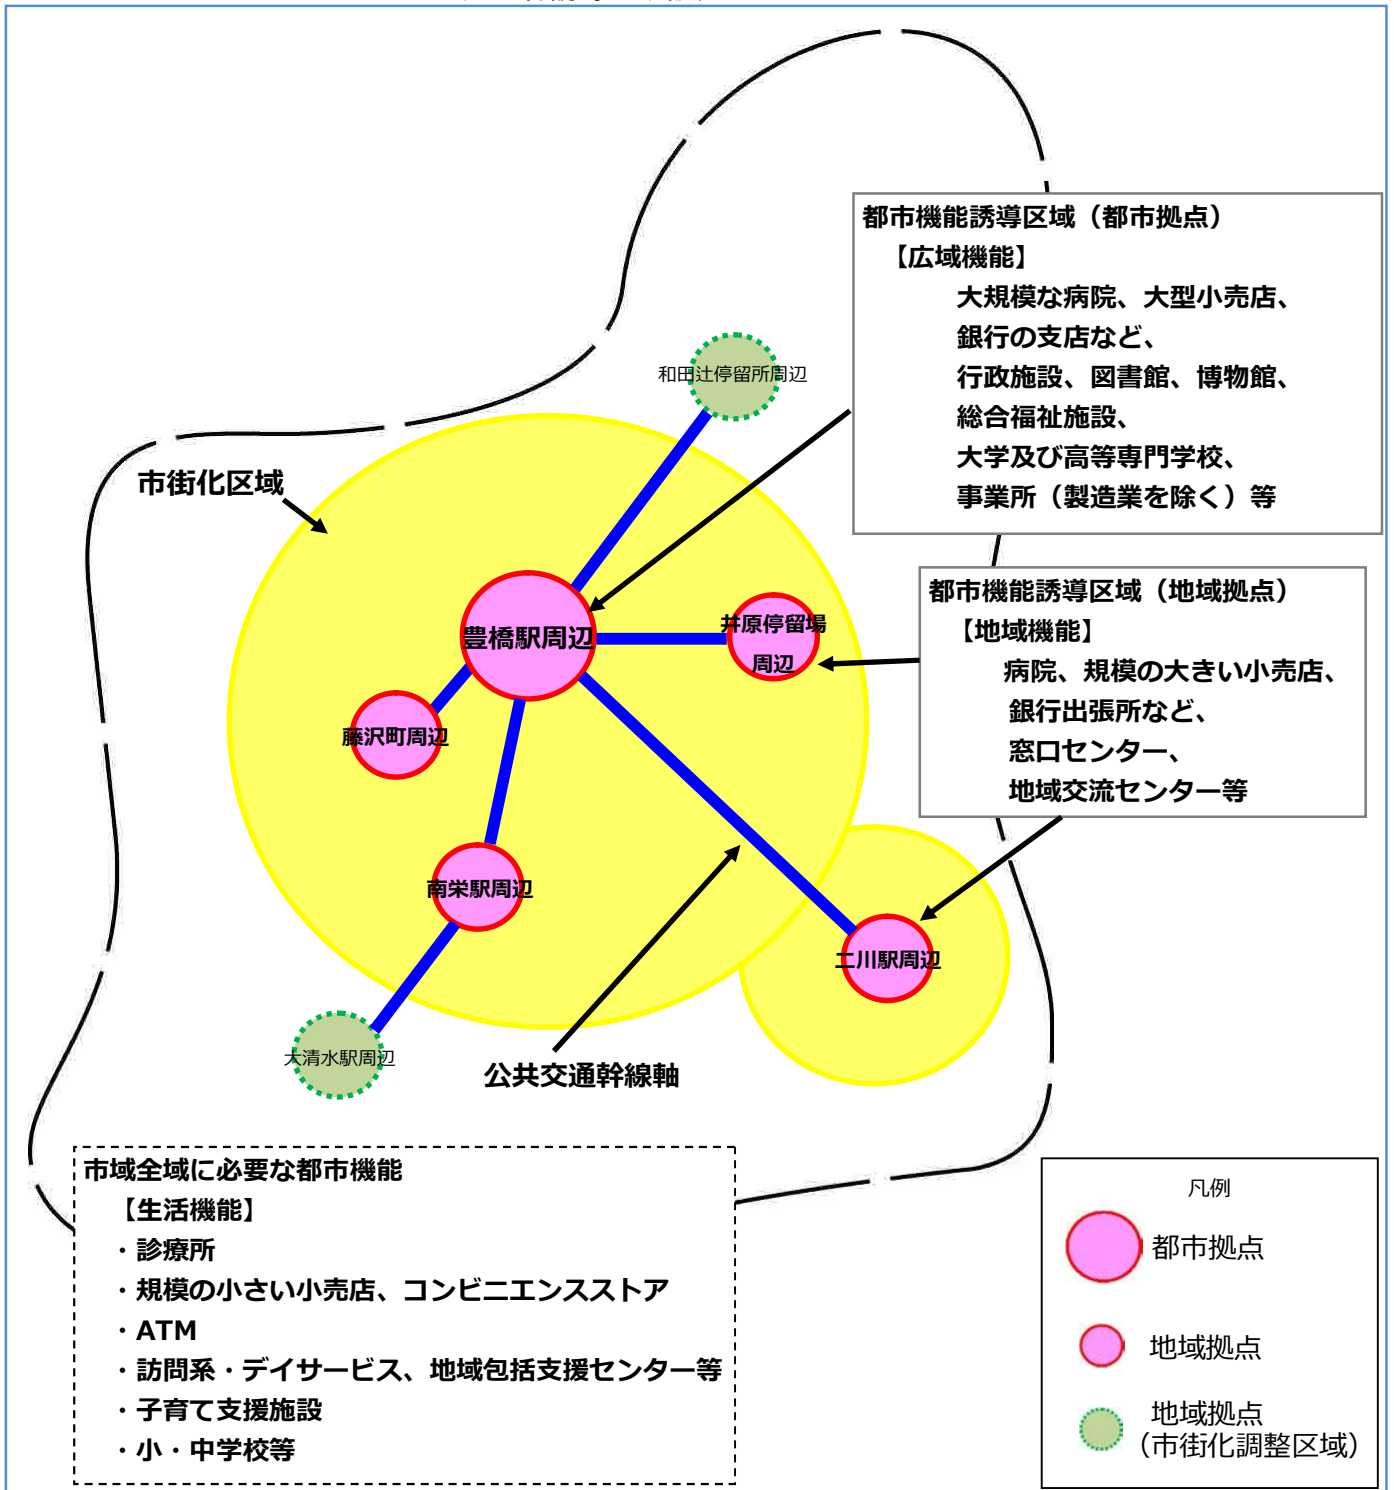 都市機能誘導区域（都市拠点）
【広域機能】
大規模な病院、大型小売店、
銀行の支店など、
行政施設、図書館、博物館、
総合福祉施設、
大学及び高等専門学校、
事業所（製造業を除く）等
和田辻停留所周辺
市街化区域
都市機能誘導区域（地域拠点）
【地域機能】
病院、規模の大きい小売店、
銀行出張所など、
窓口センター、
地域交流センター等
豊橋駅周辺
井原停留場
周辺
藤沢町周辺
南栄駅周辺
二川駅周辺
大清水駅周辺
公共交通幹線軸
市域全域に必要な都市機能
【生活機能】
・診療所
・規模の小さい小売店、コンビニエンスストア
・ATM
・訪問系・デイサービス、地域包括支援センター等
・子育て支援施設
・小・中学校等
凡例
都市拠点
地域拠点
地域拠点
（市街化調整区域）